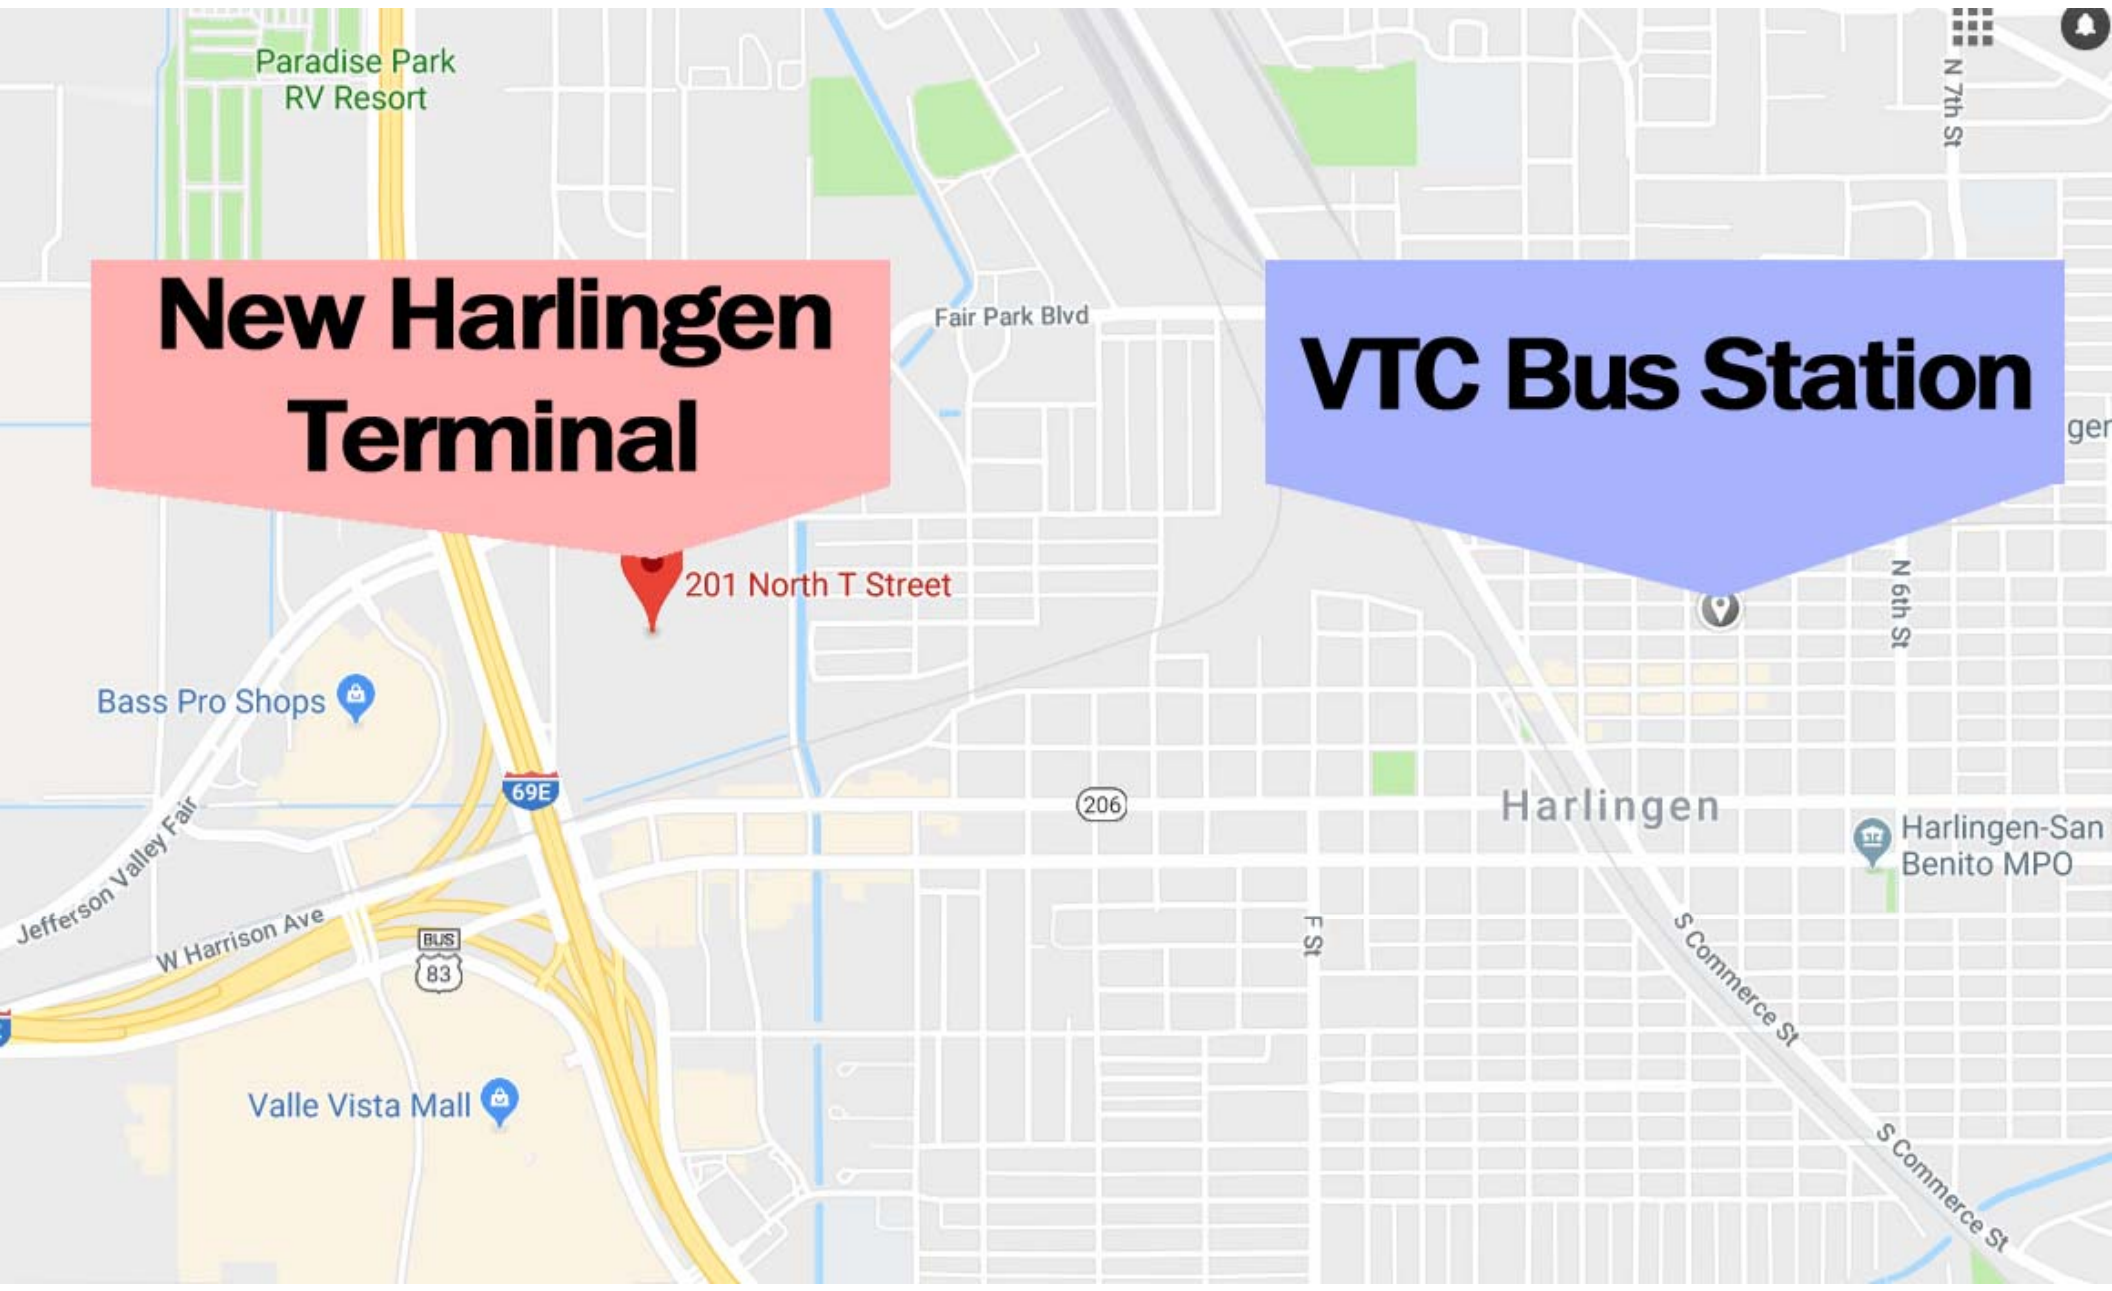 Paradise Park
RV Resort
N 7th St
New Harlingen
Terminal
Fair Park Blvd
VTC Bus Station
ger
201 North T Street
N 6th St
Bass Pro Shops
69E
206
Harlingen
Harlingen-San
Benito MPO
Jefferson Valley Fair
W Harrison Ave
BUS
83
F St
S Commerce St
Valle Vista Mall
S Commerce St